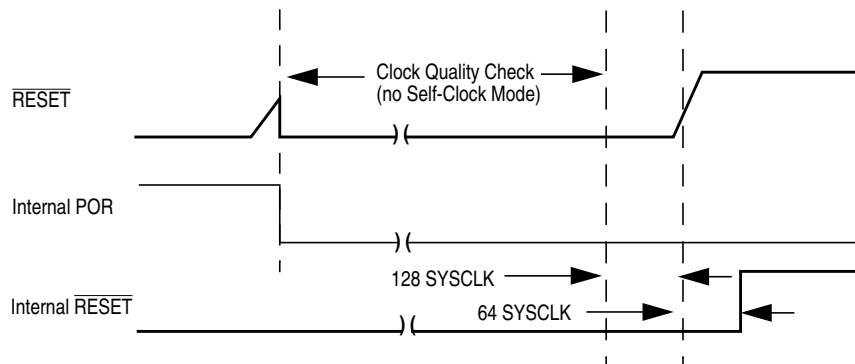 Clock Quality Check
(no Self-Clock Mode)
RESET
Internal POR
128 SYSCLK
Internal RESET
64 SYSCLK